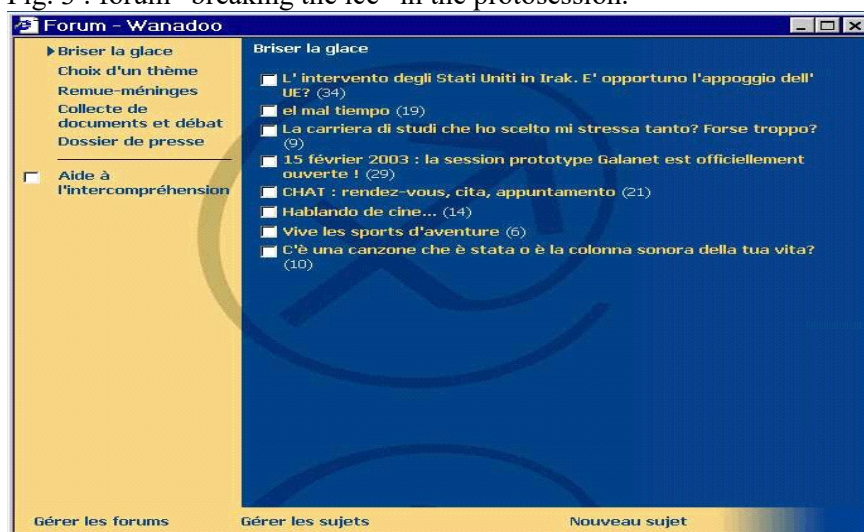 Fig. 3 : forum "breaking the ice" in the protosession.
Forum - Wanadoo
Briser la glace
Choix d'un thème
Remue-méninges
Collecte de
documents et débat
Dossier de presse
Aide à
l'intercompréhension
Briser la glace
L' intervento degli Stati Uniti in Irak. E' opportuno l'appoggio dell'
UE? (34)
el mal tiempo (19)
La carriera di studi che ho scelto mi stressa tanto? Forse troppo?
(9)
15 février 2003 : la session prototype Galanet est officiellement
ouverte ! (29)
CHAT : rendez-vous, cita, appuntamento (21)
Hablando de cine... (14)
Vive les sports d'aventure (6)
C'è una canzone che è stata o è la colonna sonora della tua vita?
(10)
Gérer les forums
Gérer les sujets
Nouveau sujet